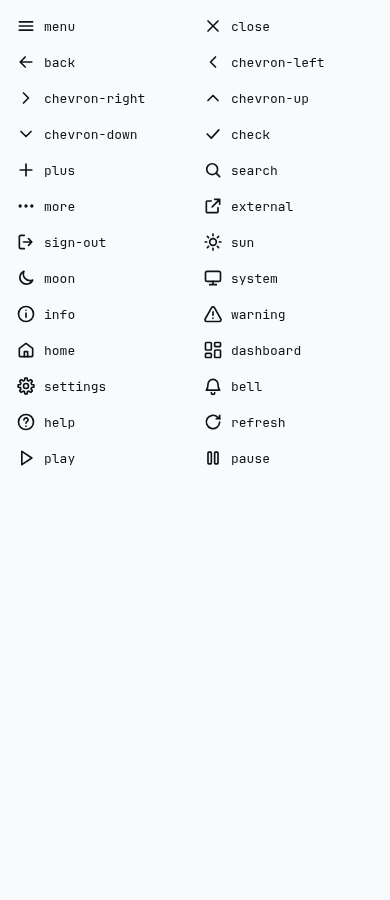 menu close
back chevron-left
chevron-right chevron-up
chevron-down check
plus search
more external
sign-out sun
moon system
info warning
home dashboard
settings bell
help refresh
play pause